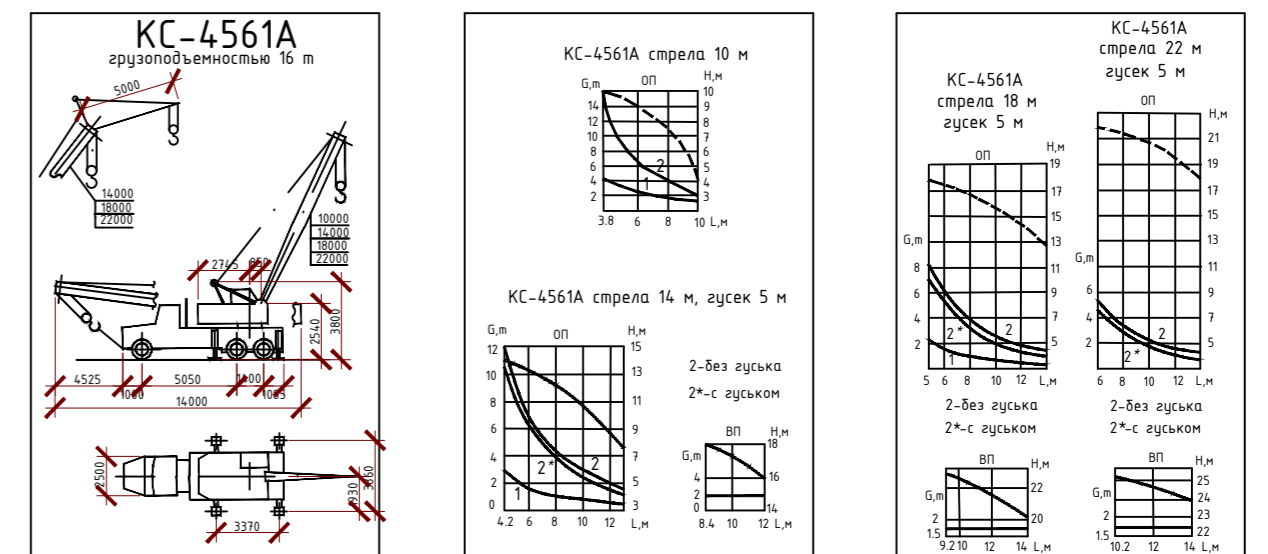 КС-4561А
грузоподъемностью 16 т
5000
14000
18000
22000
10000
14000
18000
22000
2745
850
2540
3800
4525
1000
5050
1400
1085
14000
2500
3370
1930
3860
КС-4561А стрела 10 м
G,т
ОП
H,м
14
10
8
6
4
2
10
9
8
7
6
5
4
3
2
1
3.8 6 8 10 L,м
КС-4561А стрела 14 м, гусек 5 м
G,т
ОП
H,м
12
10
8
6
4
2
0
15
13
11
9
7
5
3
2*
2
1
4.2 6 8 10 12 L,м
2-без гуська
2*-с гуськом
ВП
H,м
G,т
4
2
0
18
16
14
8.4 10 12 L,м
КС-4561А
стрела 18 м
гусек 5 м
ОП
H,м
19
17
15
13
11
9
7
5
G,т
8
6
4
2
2*
2
1
5 6 8 10 12 L,м
2-без гуська
2*-с гуськом
ВП
H,м
G,т
2
1.5
22
20
9.2 10 12 14 L,м
КС-4561А
стрела 22 м
гусек 5 м
ОП
H,м
21
19
17
15
13
11
9
7
5
G,т
6
4
2
2
2*
6 8 10 12 L,м
2-без гуська
2*-с гуськом
ВП
H,м
G,т
2
1.5
25
24
23
22
10.2 12 14 L,м